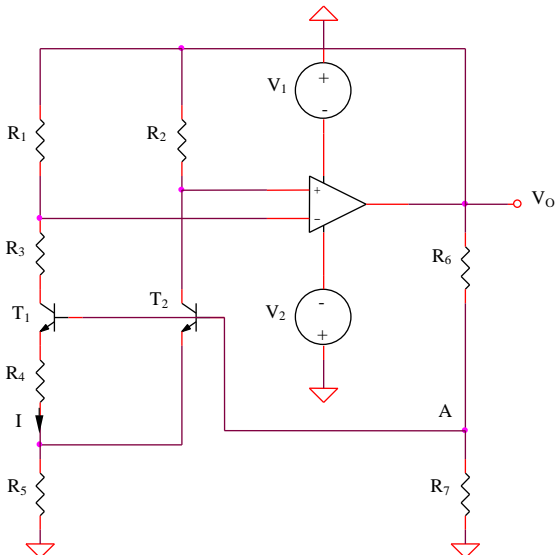 V1
+
-
R1
R2
+
-
VO
R3
R6
T1
T2
V2
-
+
R4
I
A
R5
R7